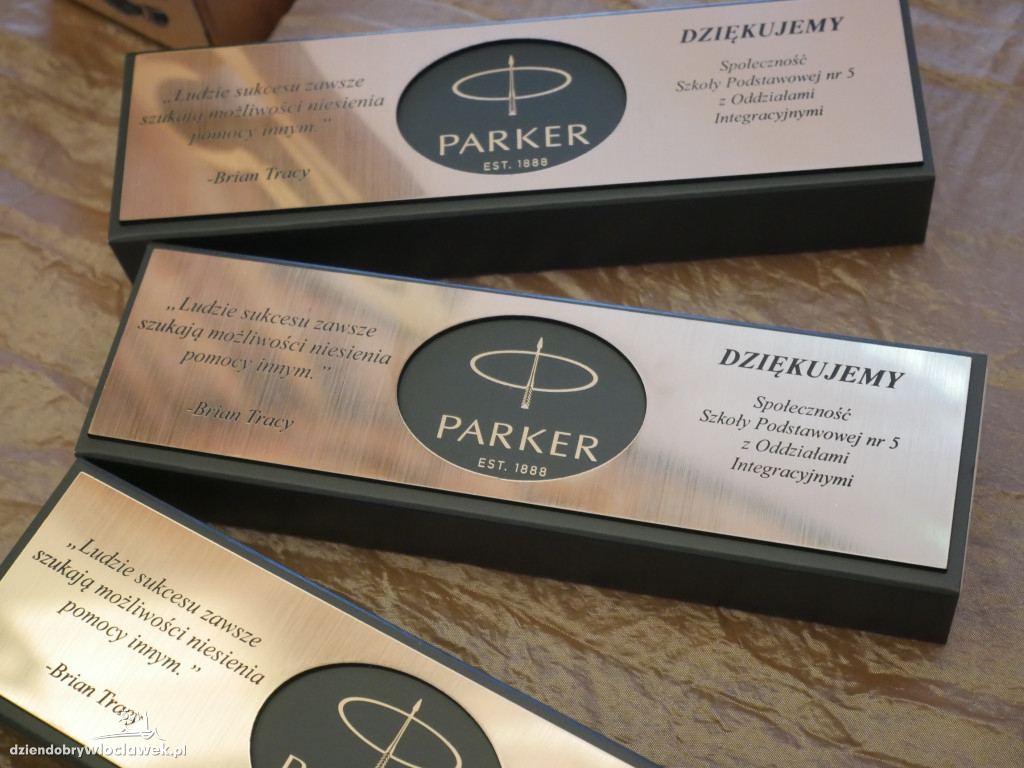 „Ludzie sukcesu zawsze
szukają możliwości niesienia
pomocy innym.”
-Brian Tracy
PARKER
EST. 1888
DZIĘKUJEMY
Społeczność
Szkoły Podstawowej nr 5
z Oddziałami
Integracyjnymi
„Ludzie sukcesu zawsze
szukają możliwości niesienia
pomocy innym.”
-Brian Tracy
PARKER
EST. 1888
DZIĘKUJEMY
Społeczność
Szkoły Podstawowej nr 5
z Oddziałami
Integracyjnymi
„Ludzie sukcesu zawsze
szukają możliwości niesienia
pomocy innym.”
-Brian Tracy
dziendobrywloclawek.pl